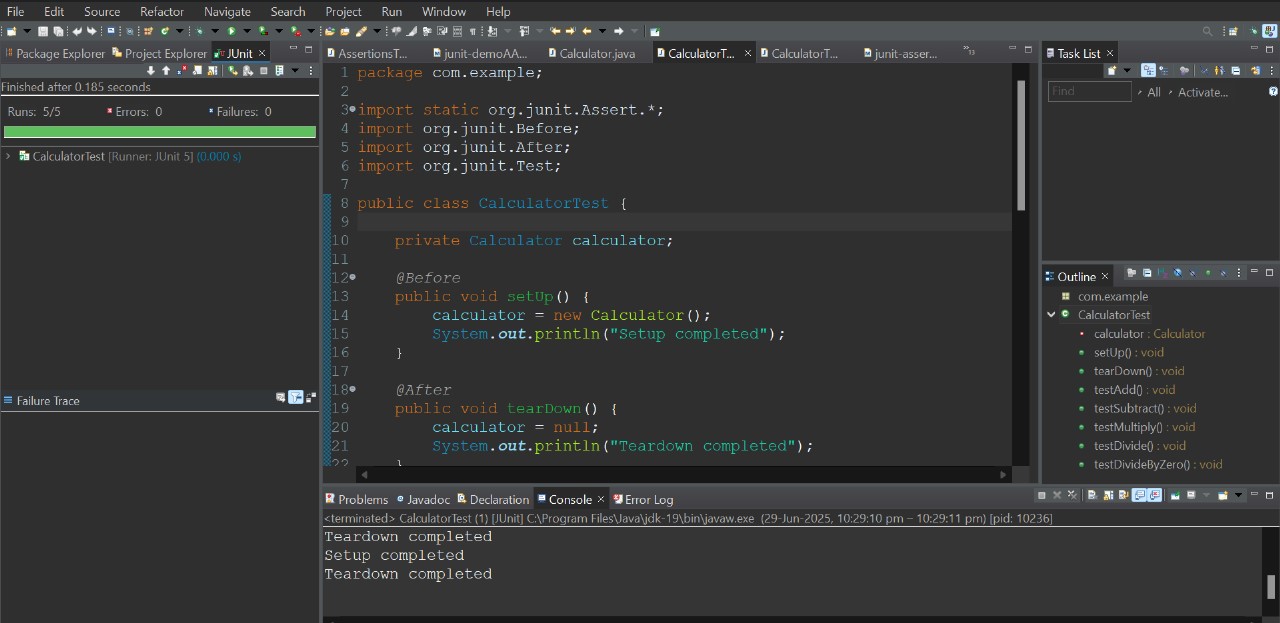 File Edit Source Refactor Navigate Search Project Run Window Help
Package Explorer Project Explorer JUnit
Finished after 0.185 seconds
Runs: 5/5 Errors: 0 Failures: 0
CalculatorTest [Runner: JUnit 5] (0.000 s)
Failure Trace
AssertionsT... junit-demoAA... Calculator.java CalculatorT... CalculatorT... junit-asser... 13
1 package com.example;
2
3 import static org.junit.Assert.*;
4 import org.junit.Before;
5 import org.junit.After;
6 import org.junit.Test;
7
8 public class CalculatorTest {
9
10 private Calculator calculator;
11
12 @Before
13 public void setUp() {
14 calculator = new Calculator();
15 System.out.println("Setup completed");
16 }
17
18 @After
19 public void tearDown() {
20 calculator = null;
21 System.out.println("Teardown completed");
22 }
Task List
Find All Activate...
Outline
com.example
CalculatorTest
calculator : Calculator
setUp() : void
tearDown() : void
testAdd() : void
testSubtract() : void
testMultiply() : void
testDivide() : void
testDivideByZero() : void
Problems Javadoc Declaration Console Error Log
<terminated> CalculatorTest (1) [JUnit] C:\Program Files\Java\jdk-19\bin\javaw.exe (29-Jun-2025, 10:29:10 pm – 10:29:11 pm) [pid: 10236]
Teardown completed
Setup completed
Teardown completed